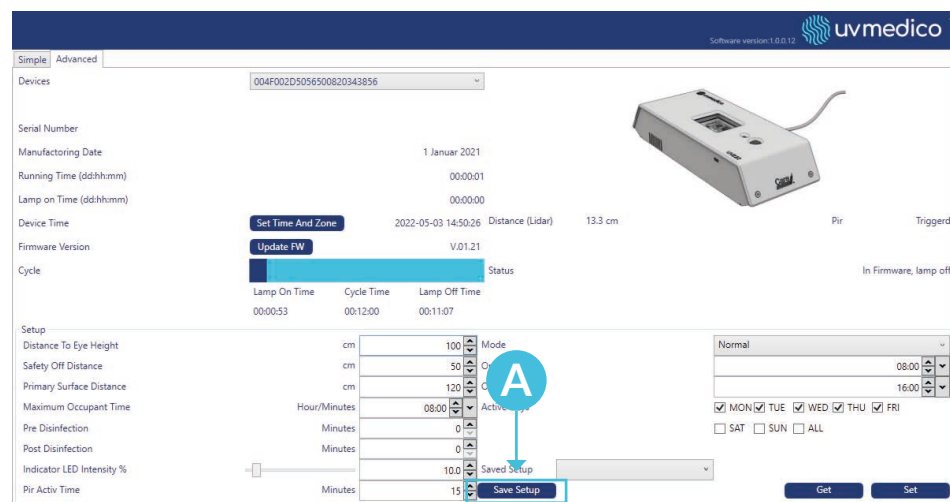 Software version:1.0.0.12 uvmedico
Simple Advanced
Devices 004F002D5056500820343856
Serial Number
Manufactoring Date 1 Januar 2021
Running Time (dd:hh:mm) 00:00:01
Lamp on Time (dd:hh:mm) 00:00:00
Device Time Set Time And Zone 2022-05-03 14:50:26 Distance (Lidar) 13.3 cm Pir Triggerd
Firmware Version Update FW V.01.21
Cycle Status In Firmware, lamp off
Lamp On Time Cycle Time Lamp Off Time
00:00:53 00:12:00 00:11:07
Setup
Distance To Eye Height cm 100 Mode Normal
Safety Off Distance cm 50 08:00
Primary Surface Distance cm 120 16:00
A
Maximum Occupant Time Hour/Minutes 08:00 MON TUE WED THU FRI
Pre Disinfection Minutes 0 SAT SUN ALL
Post Disinfection Minutes 0
Indicator LED Intensity % 10.0 Saved Setup
Pir Activ Time Minutes 15 Save Setup Get Set